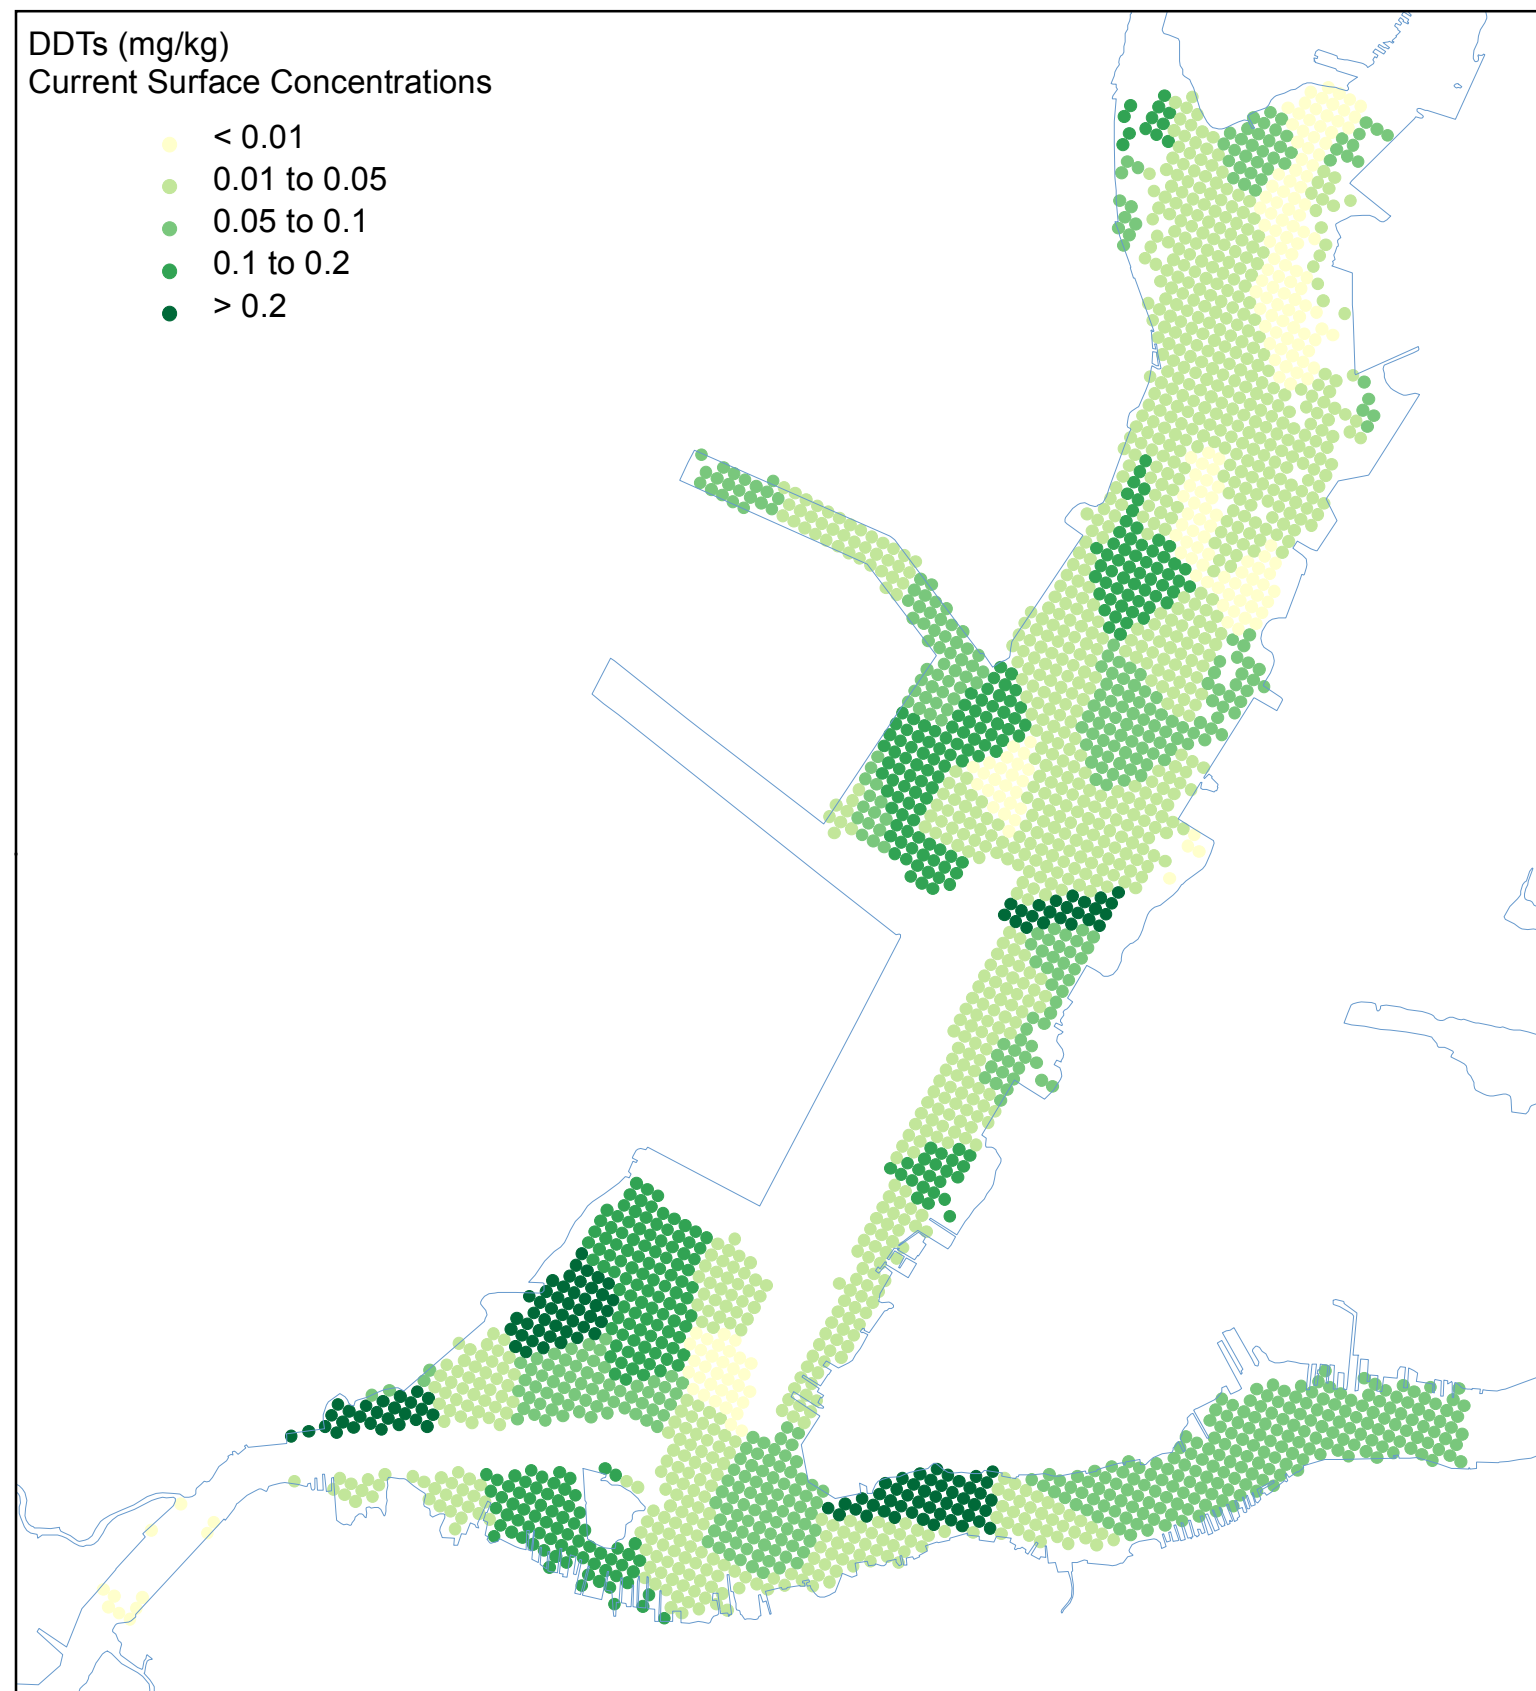 DDTs (mg/kg)
Current Surface Concentrations
< 0.01
0.01 to 0.05
0.05 to 0.1
0.1 to 0.2
> 0.2